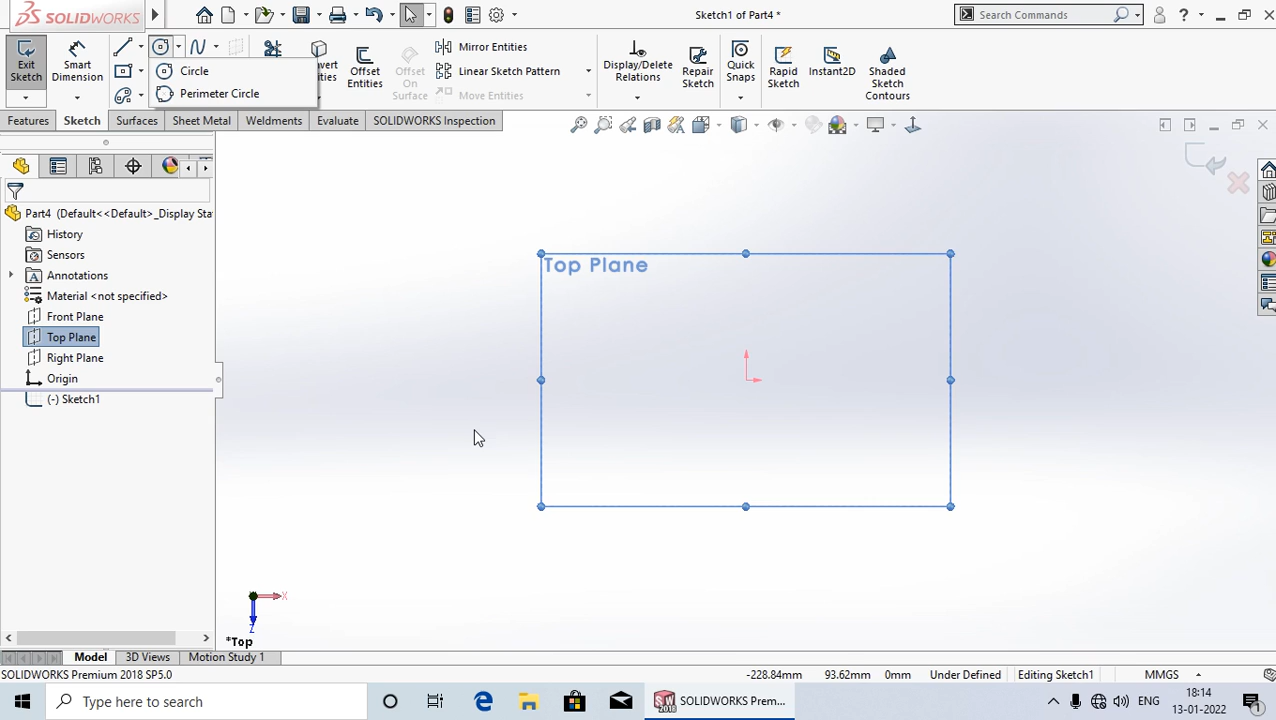 SOLIDWORKS
Sketch1 of Part4 *
Search Commands
?
Exit Sketch
Smart Dimension
Circle
Perimeter Circle
Offset Entities
Offset On Surface
Mirror Entities
Linear Sketch Pattern
Move Entities
Display/Delete Relations
Repair Sketch
Quick Snaps
Rapid Sketch
Instant2D
Shaded Sketch Contours
Features
Sketch
Surfaces
Sheet Metal
Weldments
Evaluate
SOLIDWORKS Inspection
Part4 (Default<<Default>_Display Sta
History
Sensors
Annotations
Material <not specified>
Front Plane
Top Plane
Right Plane
Origin
(-) Sketch1
Top Plane
X
Z
*Top
Model
3D Views
Motion Study 1
SOLIDWORKS Premium 2018 SP5.0
-228.84mm
93.62mm
0mm
Under Defined
Editing Sketch1
MMGS
Type here to search
SOLIDWORKS Prem...
ENG
18:14
13-01-2022
1